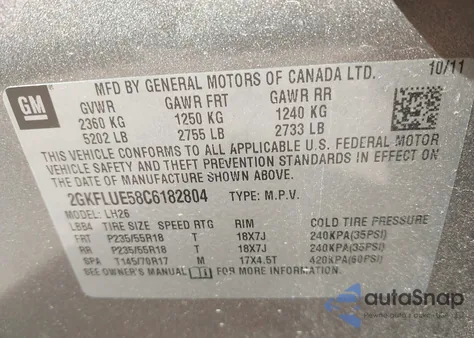 10/11
GM
MFD BY GENERAL MOTORS OF CANADA LTD.
GVWR GAWR FRT GAWR RR
2360 KG 1250 KG 1240 KG
5202 LB 2755 LB 2733 LB
THIS VEHICLE CONFORMS TO ALL APPLICABLE U.S. FEDERAL MOTOR
VEHICLE SAFETY AND THEFT PREVENTION STANDARDS IN EFFECT ON
THE DATE OF MANUFACTURE SHOWN ABOVE.
2GKFLUE58C6182804 TYPE: M.P.V.
MODEL: LH26
LBB4 TIRE SIZE SPEED RTG RIM COLD TIRE PRESSURE
FRT P235/55R18 T 18X7J 240KPA(35PSI)
RR P235/55R18 T 18X7J 240KPA(35PSI)
SPA T145/70R17 M 17X4.5T 420KPA(60PSI)
SEE OWNER'S MANUAL FOR MORE INFORMATION.
autoSnap